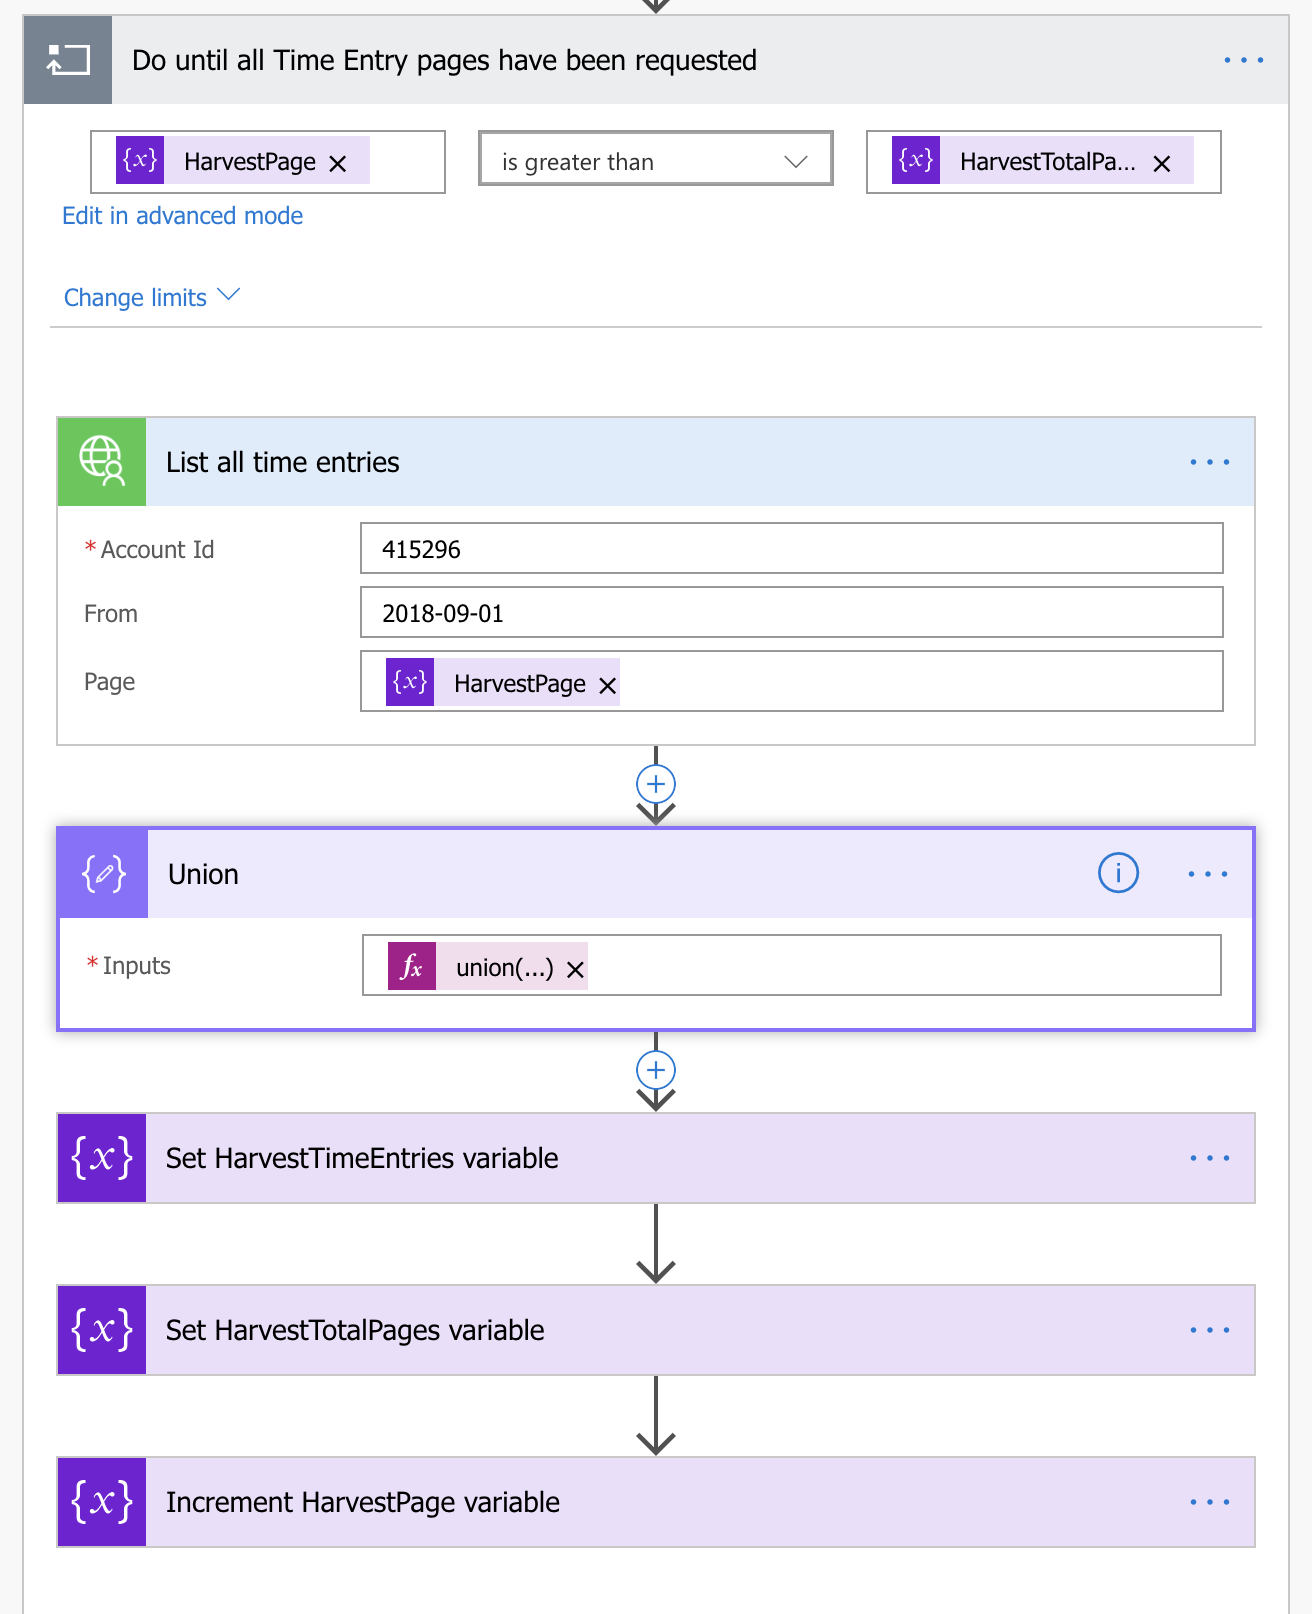 Do until all Time Entry pages have been requested
{x} HarvestPage
is greater than
{x} HarvestTotalPa...
Edit in advanced mode
Change limits
List all time entries
* Account Id
415296
From
2018-09-01
Page
{x} HarvestPage
Union
* Inputs
fx union(...)
{x} Set HarvestTimeEntries variable
{x} Set HarvestTotalPages variable
{x} Increment HarvestPage variable